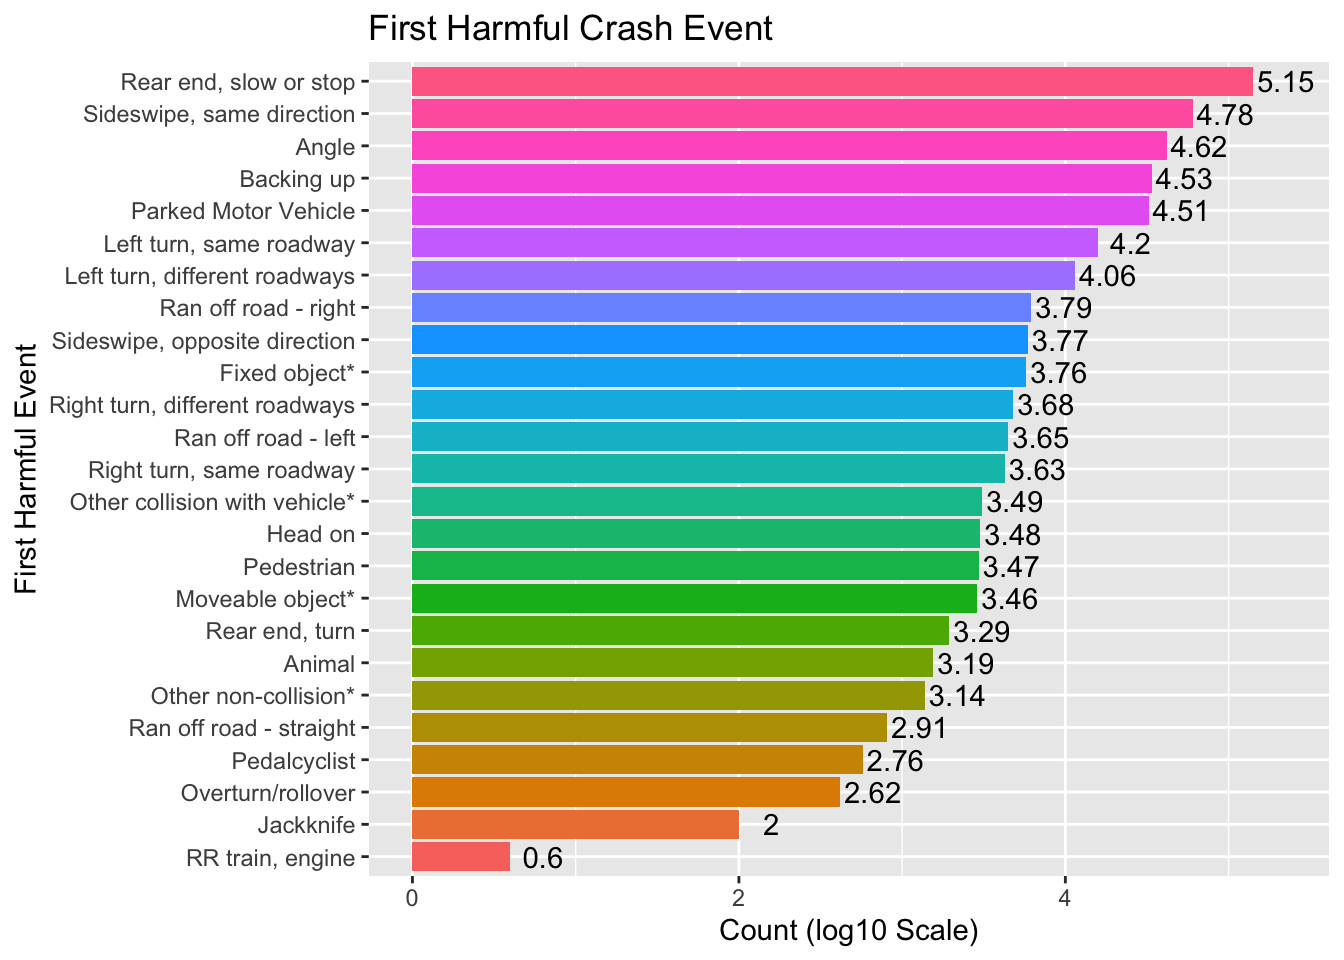 First Harmful Crash Event
First Harmful Event
Rear end, slow or stop 5.15
Sideswipe, same direction 4.78
Angle 4.62
Backing up 4.53
Parked Motor Vehicle 4.51
Left turn, same roadway 4.2
Left turn, different roadways 4.06
Ran off road - right 3.79
Sideswipe, opposite direction 3.77
Fixed object* 3.76
Right turn, different roadways 3.68
Ran off road - left 3.65
Right turn, same roadway 3.63
Other collision with vehicle* 3.49
Head on 3.48
Pedestrian 3.47
Moveable object* 3.46
Rear end, turn 3.29
Animal 3.19
Other non-collision* 3.14
Ran off road - straight 2.91
Pedalcyclist 2.76
Overturn/rollover 2.62
Jackknife 2
RR train, engine 0.6
0 2 4
Count (log10 Scale)